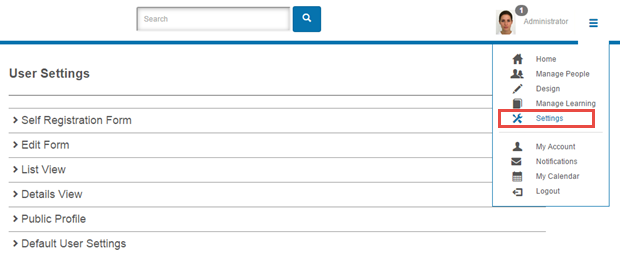 Search
1
Administrator
User Settings
Self Registration Form
Edit Form
List View
Details View
Public Profile
Default User Settings
Home
Manage People
Design
Manage Learning
Settings
My Account
Notifications
My Calendar
Logout